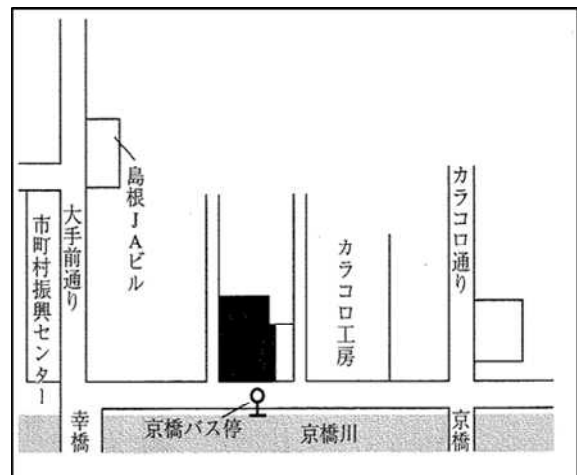 市町村振興センター
大手前通り
島根JAビル
カラコロ工房
カラコロ通り
幸橋
京橋バス停
京橋川
京橋